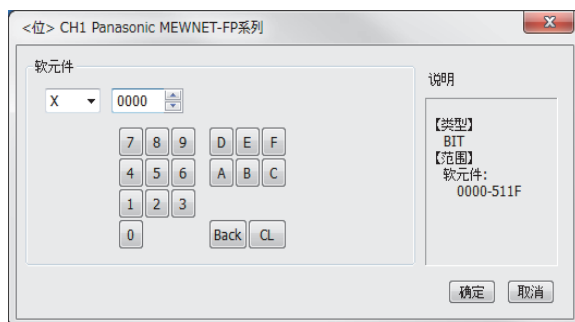 <位> CH1 Panasonic MEWNET-FP系列
软元件
X 0000
7 8 9 D E F
4 5 6 A B C
1 2 3
0 Back CL
说明
【类型】
BIT
【范围】
软元件:
0000-511F
确定 取消